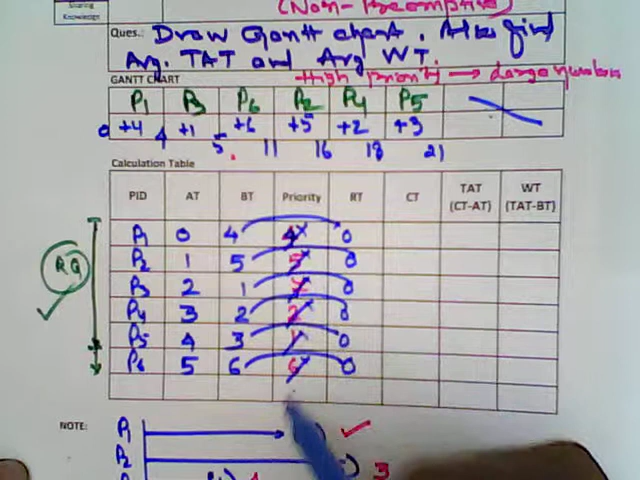 Sharing
Knowledge
(Non-Preemptive)
Ques.: Draw Gantt chart. Also find
Avg. TAT and Avg WT.
GANTT CHART High priority → Large number
P1 P3 P6 P2 P4 P5
+4 +1 +6 +5 +2 +3
0 4 5 11 16 18 21
Calculation Table
PID AT BT Priority RT CT TAT (CT-AT) WT (TAT-BT)
P1 0 4 4 0
P2 1 5 5 0
P3 2 1 0
P4 3 2 2 0
P5 4 3 1 0
P6 5 6 6 0
RQ
NOTE:
P1
P2
3